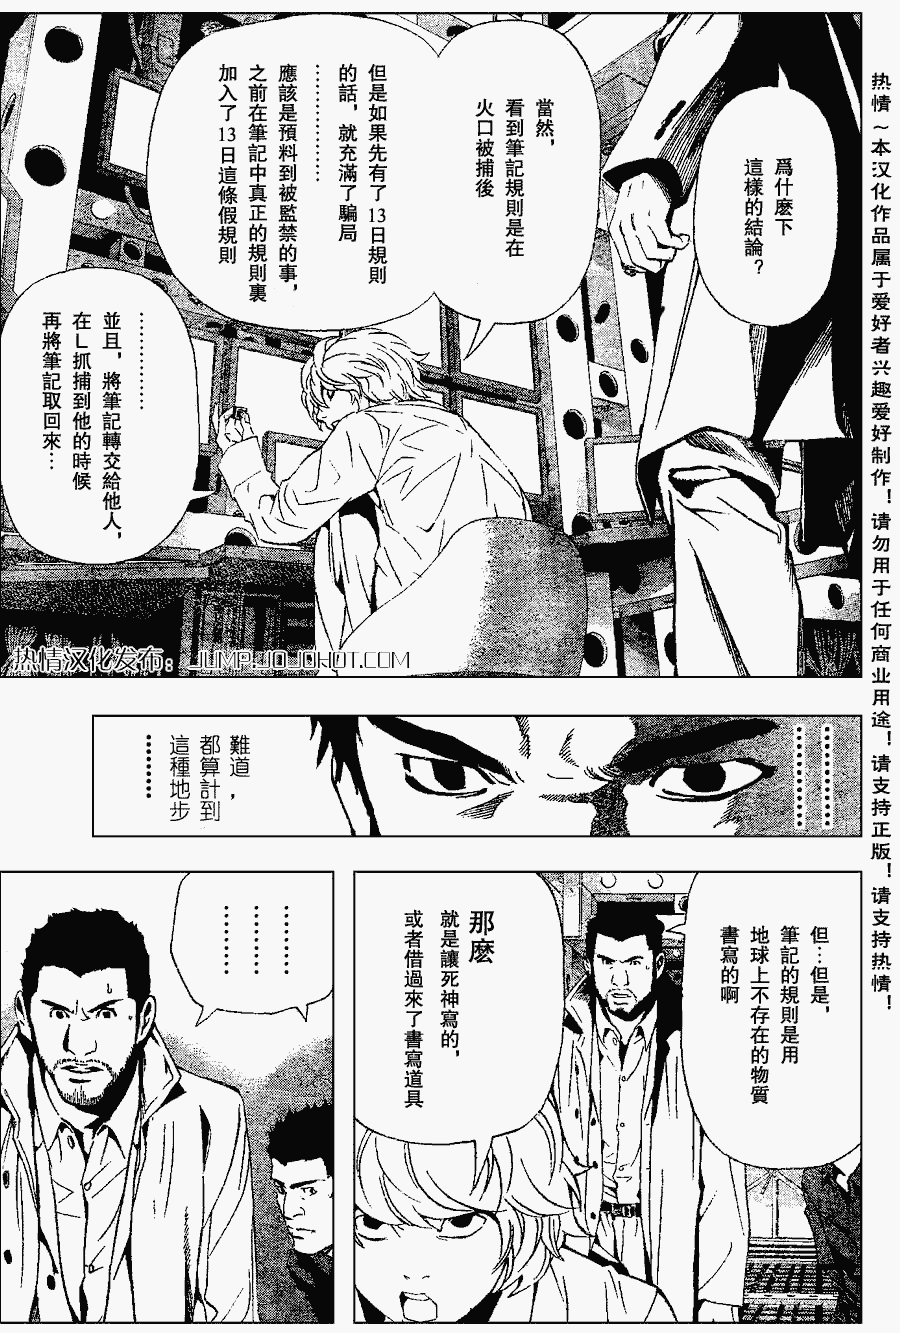 爲什麼下
這樣的結論?
當然,
看到筆記規則是在
火口被捕後
但是如果先有了13日規則
的話，就充滿了騙局
………………
應該是預料到被監禁的事，
之前在筆記中真正的規則裏
加入了13日這條假規則
………………
並且，將筆記轉交給他人，
在L抓捕到他的時候
再將筆記取回來…
热情汉化发布：JUMP.JOJOHOT.COM
…………
…………
難道，
都算計到
這種地步
………
但…但是，
筆記的規則是用
地球上不存在的物質
書寫的啊
那麼
就是讓死神寫的，
或者借過來了書寫道具
………
………
………
热情~本汉化作品属于爱好者兴趣爱好制作！请勿用于任何商业用途！请支持正版！请支持热情！